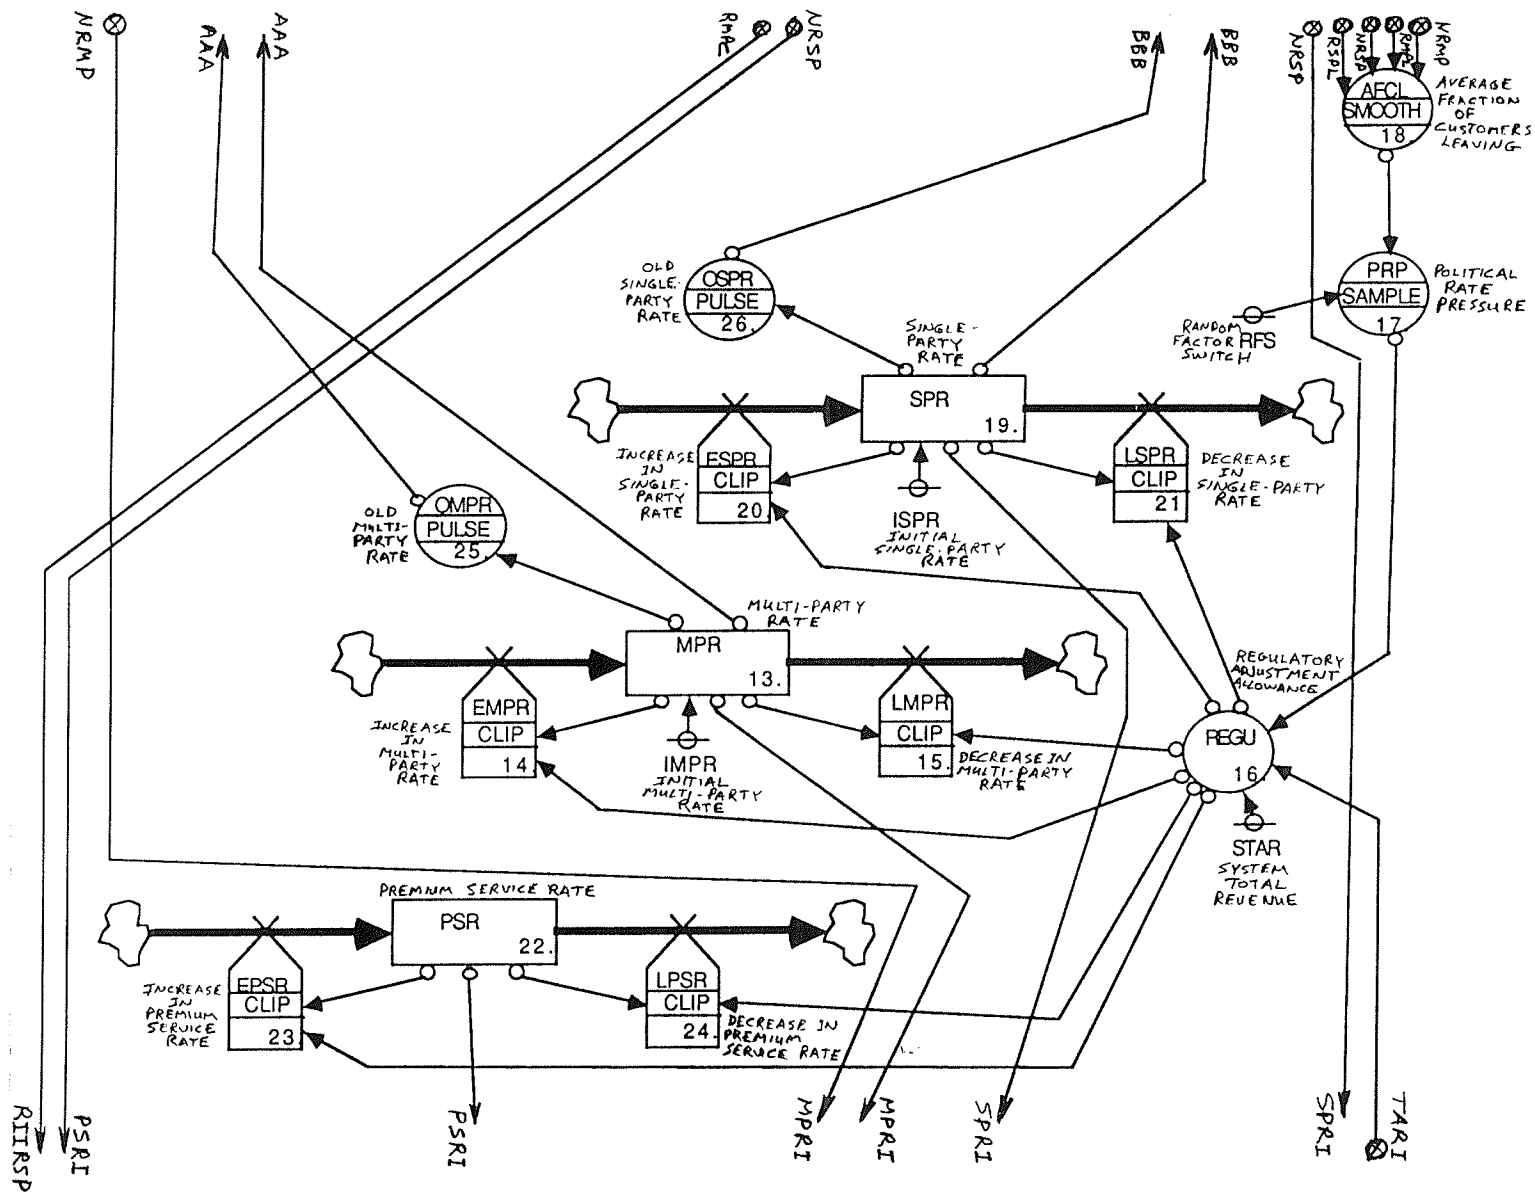 NRMP
AAA
AAA
RMAL
NRSP
BBB
BBB
NRSP
RSPL
NRSP
RMAL
NRMP
AFCL
SMOOTH
18.
AVERAGE
FRACTION
OF
CUSTOMERS
LEAVING
OLD
SINGLE-
PARTY
RATE
OSPR
PULSE
26.
PRP
SAMPLE
17.
POLITICAL
RATE
PRESSURE
RANDOM
FACTOR RFS
SWITCH
SINGLE-
PARTY
RATE
SPR
19.
INCREASE
IN
SINGLE-
PARTY
RATE
ESPR
CLIP
20.
ISPR
INITIAL
SINGLE-PARTY
RATE
LSPR
CLIP
21.
DECREASE
IN
SINGLE-PARTY
RATE
OLD
MULTI-
PARTY
RATE
OMPR
PULSE
25.
MULTI-PARTY
RATE
MPR
13.
INCREASE
IN
MULTI-
PARTY
RATE
EMPR
CLIP
14.
IMPR
INITIAL
MULTI-PARTY
RATE
LMPR
CLIP
15.
DECREASE IN
MULTI-PARTY
RATE
REGULATORY
ADJUSTMENT
ALLOWANCE
REGU
16.
STAR
SYSTEM
TOTAL
REVENUE
PREMIUM SERVICE RATE
PSR
22.
INCREASE
IN
PREMIUM
SERVICE
RATE
EPSR
CLIP
23.
LPSR
CLIP
24.
DECREASE IN
PREMIUM
SERVICE RATE
RIIRSP
PSRI
PSRI
MPRI
MPRI
SPRI
SPRI
TARI